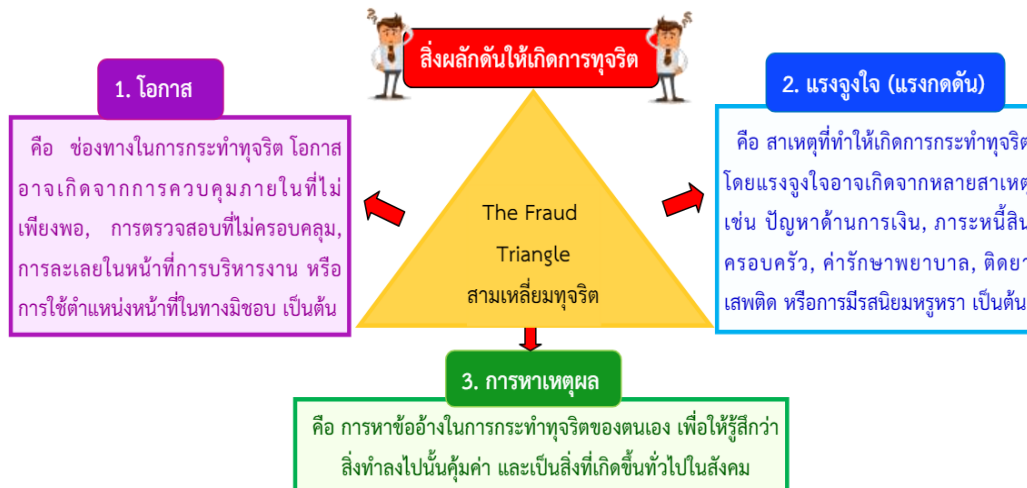 สิ่งผลักดันให้เกิดการทุจริต
1. โอกาส
คือ ช่องทางในการกระทำทุจริต โอกาส
อาจเกิดจากการควบคุมภายในที่ไม่
เพียงพอ, การตรวจสอบที่ไม่ครอบคลุม,
การละเลยในหน้าที่การบริหารงาน หรือ
การใช้ตำแหน่งหน้าที่ในทางมิชอบ เป็นต้น
The Fraud
Triangle
สามเหลี่ยมทุจริต
2. แรงจูงใจ (แรงกดดัน)
คือ สาเหตุที่ทำให้เกิดการกระทำทุจริต
โดยแรงจูงใจอาจเกิดจากหลายสาเหตุ
เช่น ปัญหาด้านการเงิน, ภาระหนี้สิน
ครอบครัว, ค่ารักษาพยาบาล, ติดยา
เสพติด หรือการมีรสนิยมหรูหรา เป็นต้น
3. การหาเหตุผล
คือ การหาข้ออ้างในการกระทำทุจริตของตนเอง เพื่อให้รู้สึกว่า
สิ่งทำลงไปนั้นคุ้มค่า และเป็นสิ่งที่เกิดขึ้นทั่วไปในสังคม